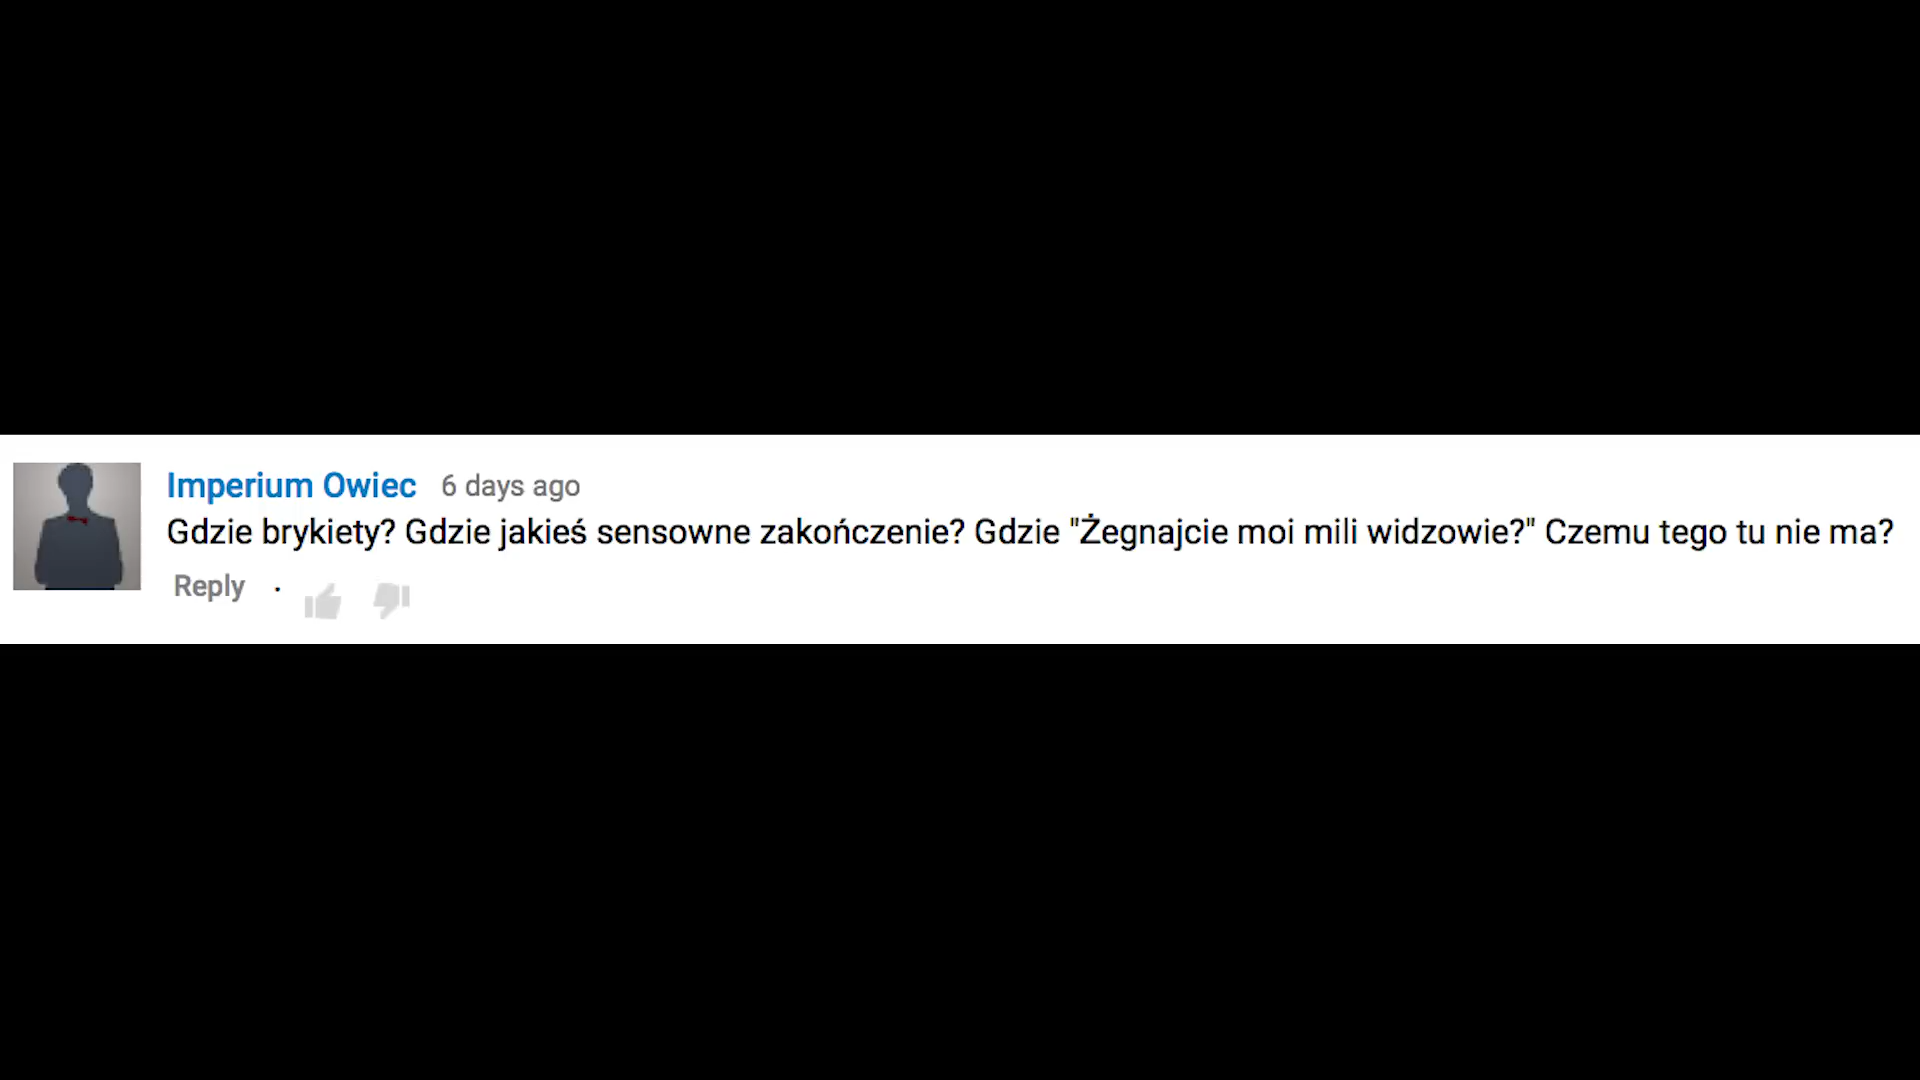 Imperium Owiec 6 days ago
Gdzie brykiety? Gdzie jakieś sensowne zakończenie? Gdzie "Żegnajcie moi mili widzowie?" Czemu tego tu nie ma?
Reply ·